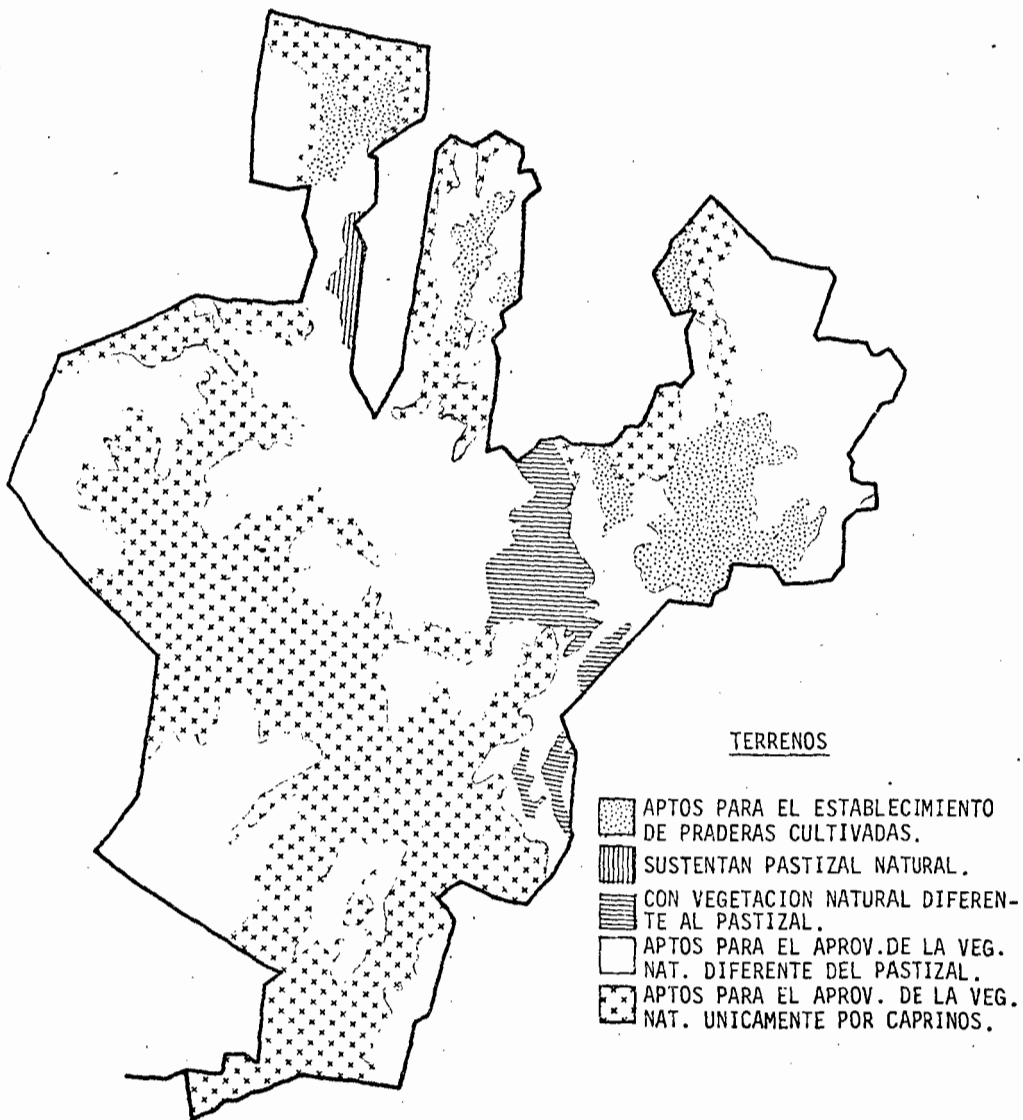 TERRENOS
APTOS PARA EL ESTABLECIMIENTO
DE PRADERAS CULTIVADAS.
SUSTENTAN PASTIZAL NATURAL.
CON VEGETACION NATURAL DIFEREN-
TE AL PASTIZAL.
APTOS PARA EL APROV.DE LA VEG.
NAT. DIFERENTE DEL PASTIZAL.
APTOS PARA EL APROV. DE LA VEG.
NAT. UNICAMENTE POR CAPRINOS.